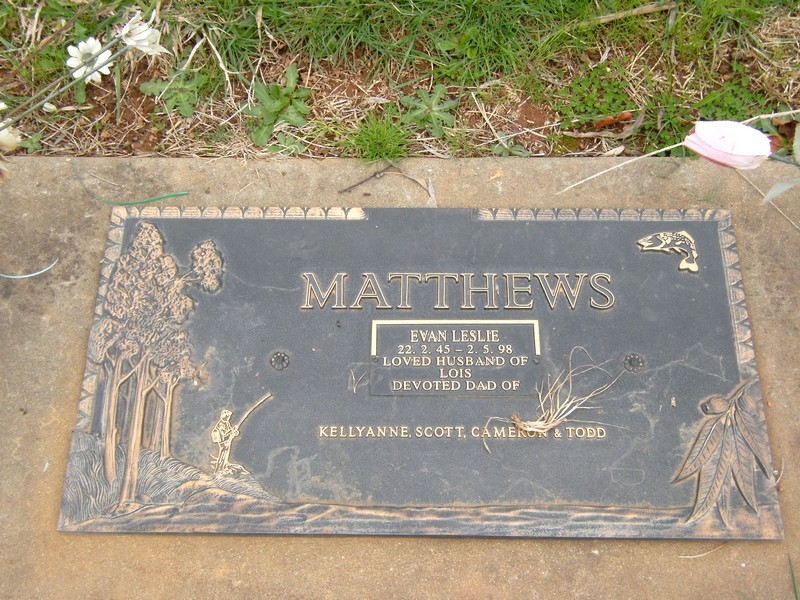 MATTHEWS
EVAN LESLIE
22. 2. 45 – 2. 5. 98
LOVED HUSBAND OF
LOIS
DEVOTED DAD OF
KELLYANNE, SCOTT, CAMERON & TODD